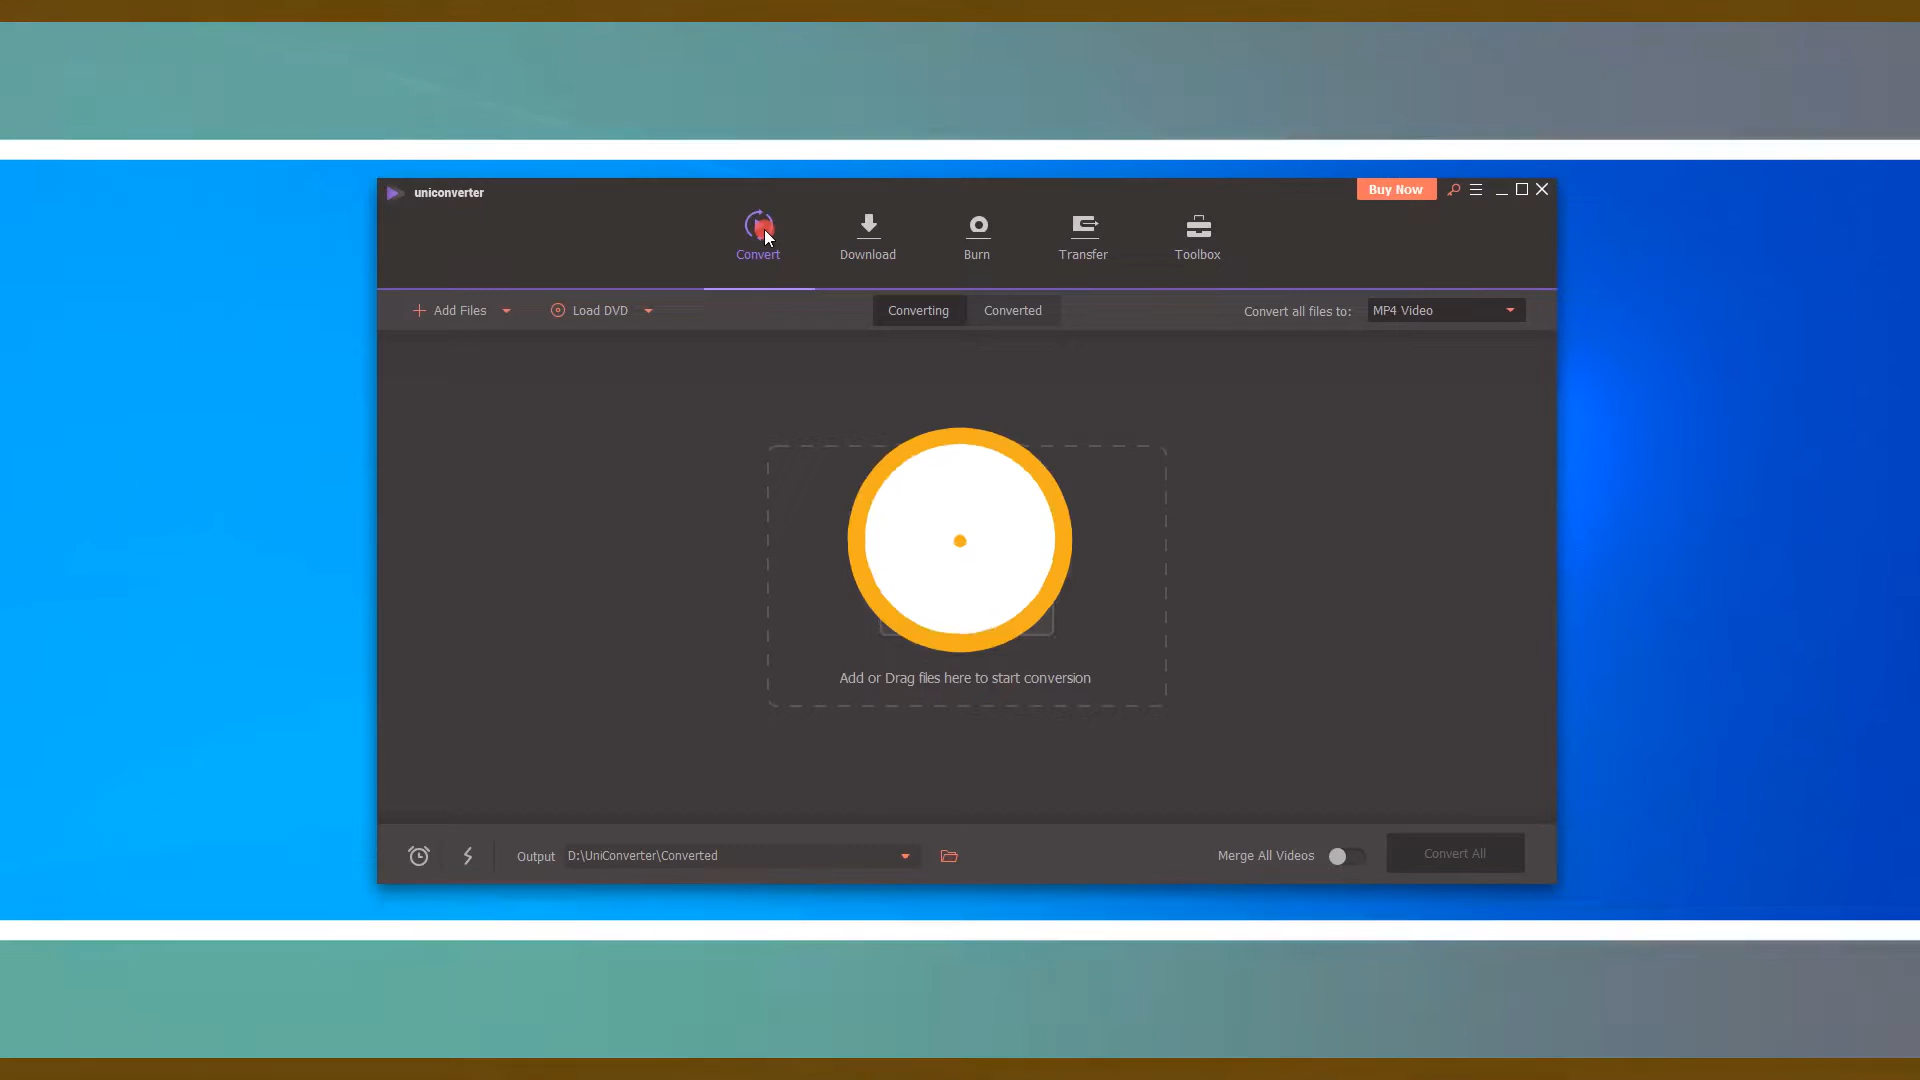 uniconverter
Buy Now
Convert
Download
Burn
Transfer
Toolbox
Add Files
Load DVD
Converting
Converted
Convert all files to:
MP4 Video
Add or Drag files here to start conversion
Output
D:\UniConverter\Converted
Merge All Videos
Convert All